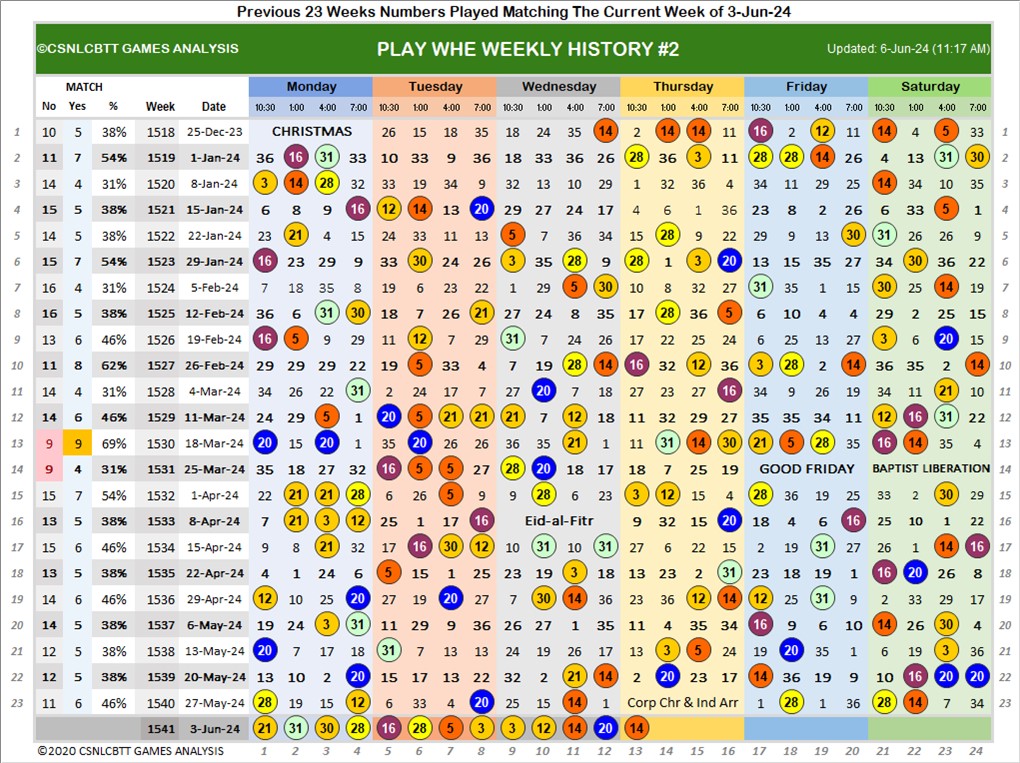 Previous 23 Weeks Numbers Played Matching The Current Week of 3-Jun-24
©CSNLCBTT GAMES ANALYSIS PLAY WHE WEEKLY HISTORY #2 Updated: 6-Jun-24 (11:17 AM)
MATCH Monday Tuesday Wednesday Thursday Friday Saturday
No Yes % Week Date 10:30 1:00 4:00 7:00 10:30 1:00 4:00 7:00 10:30 1:00 4:00 7:00 10:30 1:00 4:00 7:00 10:30 1:00 4:00 7:00 10:30 1:00 4:00 7:00
1 10 5 38% 1518 25-Dec-23 CHRISTMAS 26 15 18 35 18 24 35 14 2 14 14 11 16 2 12 11 14 4 5 33 1
2 11 7 54% 1519 1-Jan-24 36 16 31 33 10 33 9 36 18 33 36 26 28 36 3 11 28 28 14 26 4 13 31 30 2
3 14 4 31% 1520 8-Jan-24 3 14 28 32 33 19 34 9 32 13 10 29 1 32 36 4 34 11 29 25 14 34 10 35 3
4 15 5 38% 1521 15-Jan-24 6 8 9 16 12 14 13 20 29 27 24 17 4 6 1 36 23 8 2 26 6 33 5 1 4
5 14 5 38% 1522 22-Jan-24 23 21 4 15 24 33 11 13 5 7 36 34 15 28 9 22 29 9 13 30 31 26 26 9 5
6 15 7 54% 1523 29-Jan-24 16 23 29 9 33 30 24 26 3 35 28 9 28 1 3 20 13 15 35 27 34 30 36 22 6
7 16 4 31% 1524 5-Feb-24 7 18 35 8 19 6 23 22 1 29 5 30 10 8 32 27 31 35 1 15 30 25 14 19 7
8 16 5 38% 1525 12-Feb-24 36 6 31 30 18 7 26 21 27 24 8 35 17 28 36 5 6 10 4 4 29 2 25 15 8
9 13 6 46% 1526 19-Feb-24 16 5 9 29 11 12 7 29 31 7 9 26 17 22 25 24 6 25 13 27 3 6 20 15 9
10 11 8 62% 1527 26-Feb-24 29 29 29 22 19 5 33 4 7 19 28 14 16 32 12 36 3 28 2 14 36 35 2 14 10
11 14 4 31% 1528 4-Mar-24 11 26 22 31 2 24 17 7 27 20 7 18 27 23 27 16 34 9 26 19 34 11 21 10 11
12 14 6 46% 1529 11-Mar-24 24 29 5 1 20 5 21 21 21 7 12 18 11 32 29 27 35 35 34 11 12 16 31 22 12
13 9 9 69% 1530 18-Mar-24 20 15 20 3 35 20 26 26 36 35 21 1 11 31 14 30 21 5 28 35 16 14 35 4 13
14 9 4 31% 1531 25-Mar-24 35 18 27 32 16 5 5 27 28 20 18 17 18 7 25 19 GOOD FRIDAY BAPTIST LIBERATION 14
15 15 7 54% 1532 1-Apr-24 22 21 21 28 6 26 5 9 9 28 6 23 3 12 15 4 28 36 19 25 33 2 30 29 15
16 13 5 38% 1533 8-Apr-24 7 21 3 12 25 1 17 16 Eid-al-Fitr 9 32 15 20 18 4 6 16 25 10 1 22 16
17 15 6 46% 1534 15-Apr-24 9 8 21 32 17 16 30 12 10 31 10 31 27 6 22 15 2 19 31 27 26 1 14 16 17
18 13 5 38% 1535 22-Apr-24 4 1 24 6 5 15 1 25 23 19 3 18 13 23 2 31 23 18 19 1 16 20 26 8 18
19 14 6 46% 1536 29-Apr-24 12 10 25 20 27 19 20 27 7 30 14 36 23 36 12 14 12 25 31 9 2 33 29 17 19
20 14 5 38% 1537 6-May-24 19 24 3 31 11 29 9 36 26 27 1 35 11 4 35 34 16 9 6 10 14 26 30 4 20
21 12 5 38% 1538 13-May-24 20 7 17 18 31 7 13 13 24 19 26 17 13 3 5 24 19 20 35 1 6 19 3 36 21
22 12 5 38% 1539 20-May-24 13 10 2 20 15 17 13 22 32 2 21 14 2 20 17 23 14 36 19 9 10 16 20 20 22
23 11 6 46% 1540 27-May-24 28 19 15 12 6 33 4 20 25 15 14 1 Corp Chr & Ind Arr 1 28 1 36 28 14 7 34 23
1541 3-Jun-24 21 31 30 28 16 28 5 3 3 12 14 20 14
©2020 CSNLCBTT GAMES ANALYSIS 1 2 3 4 5 6 7 8 9 10 11 12 13 14 15 16 17 18 19 20 21 22 23 24